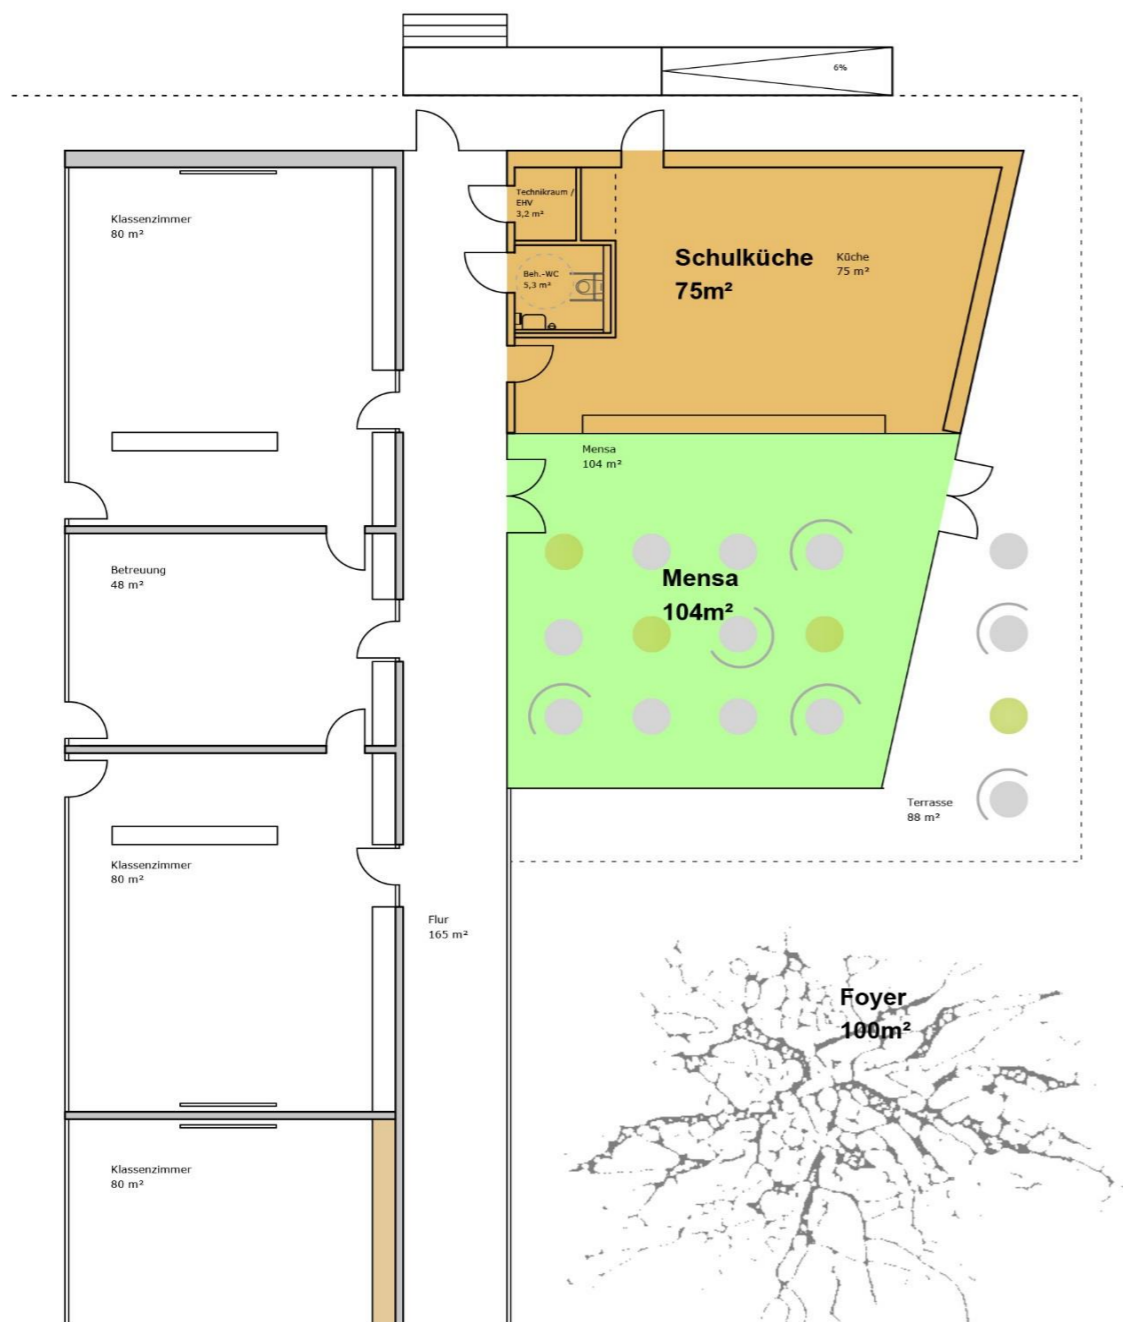 6%
Klassenzimmer
80 m²
Technikraum /
EHV
3,2 m²
Schulküche
75m²
Küche
75 m²
Beh.-WC
5,3 m²
Mensa
104 m²
Betreuung
48 m²
Mensa
104m²
Terrasse
88 m²
Klassenzimmer
80 m²
Flur
165 m²
Foyer
100m²
Klassenzimmer
80 m²